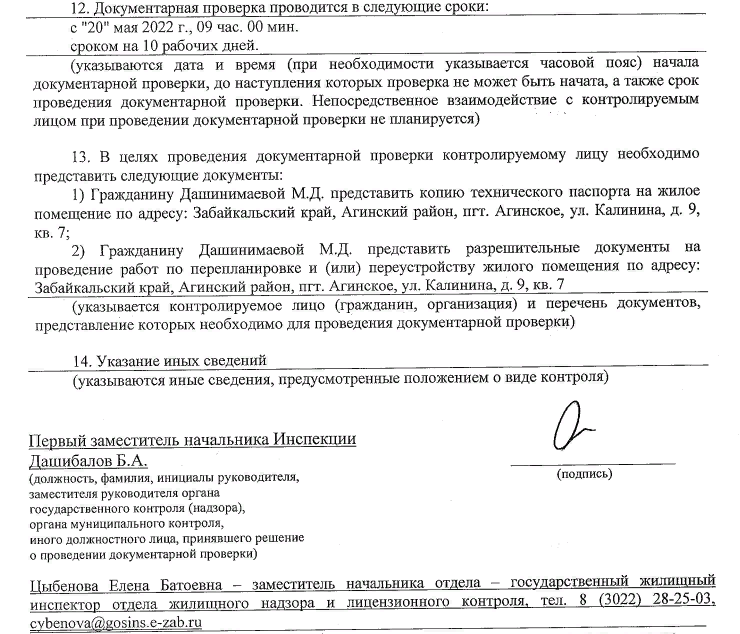 12. Документарная проверка проводится в следующие сроки:
с "20" мая 2022 г., 09 час. 00 мин.
сроком на 10 рабочих дней.
(указываются дата и время (при необходимости указывается часовой пояс) начала
документарной проверки, до наступления которых проверка не может быть начата, а также срок
проведения документарной проверки. Непосредственное взаимодействие с контролируемым
лицом при проведении документарной проверки не планируется)
13. В целях проведения документарной проверки контролируемому лицу необходимо
представить следующие документы:
1) Гражданину Дашинимаевой М.Д. представить копию технического паспорта на жилое
помещение по адресу: Забайкальский край, Агинский район, пгт. Агинское, ул. Калинина, д. 9,
кв. 7;
2) Гражданину Дашинимаевой М.Д. представить разрешительные документы на
проведение работ по перепланировке и (или) переустройству жилого помещения по адресу:
Забайкальский край, Агинский район, пгт. Агинское, ул. Калинина, д. 9, кв. 7
(указывается контролируемое лицо (гражданин, организация) и перечень документов,
представление которых необходимо для проведения документарной проверки)
14. Указание иных сведений
(указываются иные сведения, предусмотренные положением о виде контроля)
Первый заместитель начальника Инспекции
Дашибалов Б.А.
(подпись)
(должность, фамилия, инициалы руководителя,
заместителя руководителя органа
государственного контроля (надзора),
органа муниципального контроля,
иного должностного лица, принявшего решение
о проведении документарной проверки)
Цыбенова Елена Батоевна – заместитель начальника отдела – государственный жилищный
инспектор отдела жилищного надзора и лицензионного контроля, тел. 8 (3022) 28-25-03,
cybenova@gosins.e-zab.ru